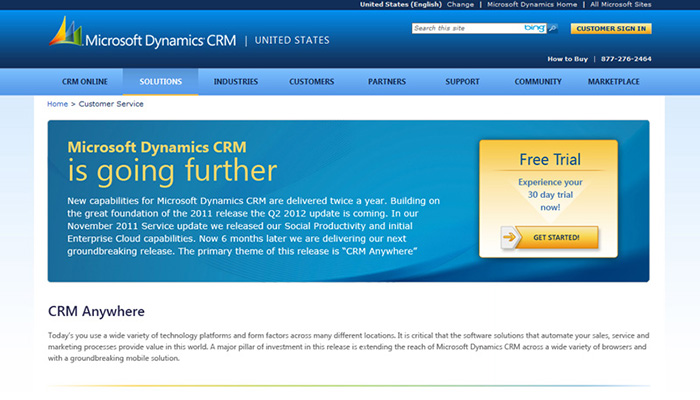 United States (English) Change | Microsoft Dynamics Home | All Microsoft Sites
Microsoft Dynamics CRM | UNITED STATES
Search this site bing CUSTOMER SIGN IN
How to Buy | 877-276-2464
CRM ONLINE SOLUTIONS INDUSTRIES CUSTOMERS PARTNERS SUPPORT COMMUNITY MARKETPLACE
Home > Customer Service
Microsoft Dynamics CRM
is going further
New capabilities for Microsoft Dynamics CRM are delivered twice a year. Building on
the great foundation of the 2011 release the Q2 2012 update is coming. In our
November 2011 Service update we released our Social Productivity and initial
Enterprise Cloud capabilities. Now 6 months later we are delivering our next
groundbreaking release. The primary theme of this release is “CRM Anywhere”
Free Trial
Experience your
30 day trial
now!
GET STARTED!
CRM Anywhere
Today's you use a wide variety of technology platforms and form factors across many different locations. It is critical that the software solutions that automate your sales, service and
marketing processes provide value in this world. A major pillar of investment in this release is extending the reach of Microsoft Dynamics CRM across a wide variety of browsers and
with a groundbreaking mobile solution.